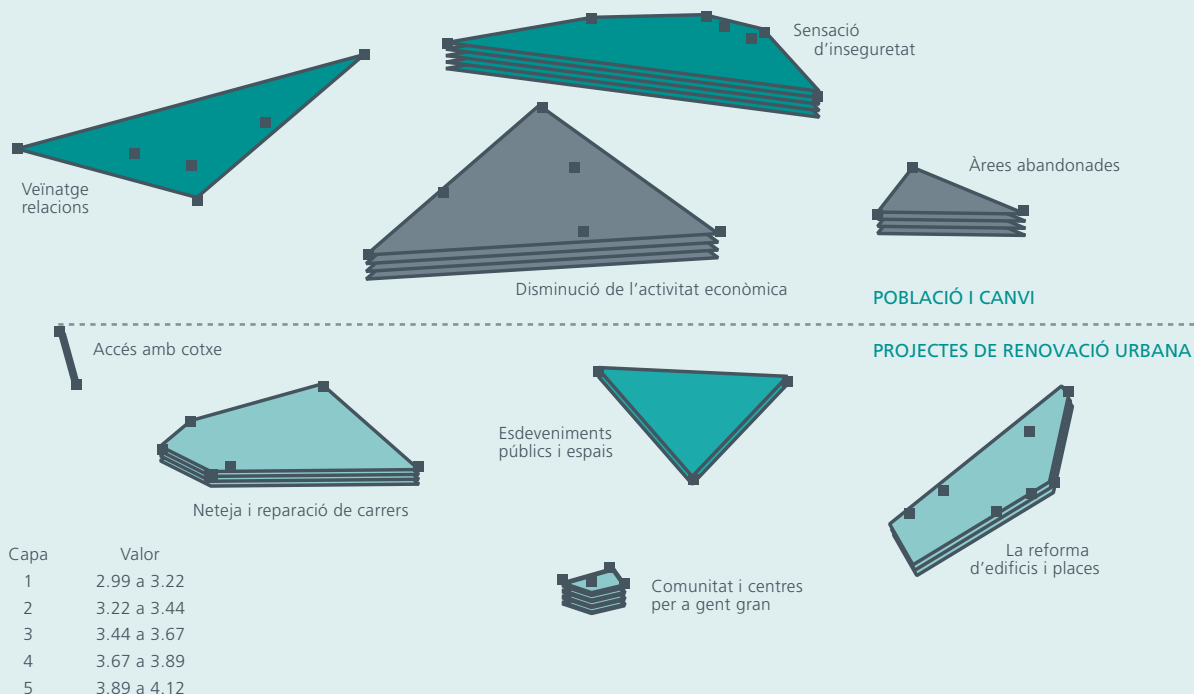 Sensació
d’inseguretat
Veïnatge
relacions
Àrees abandonades
Disminució de l’activitat econòmica
POBLACIÓ I CANVI
Accés amb cotxe
PROJECTES DE RENOVACIÓ URBANA
Esdeveniments
públics i espais
Neteja i reparació de carrers
La reforma
d’edificis i places
Comunitat i centres
per a gent gran
Capa Valor
1 2.99 a 3.22
2 3.22 a 3.44
3 3.44 a 3.67
4 3.67 a 3.89
5 3.89 a 4.12